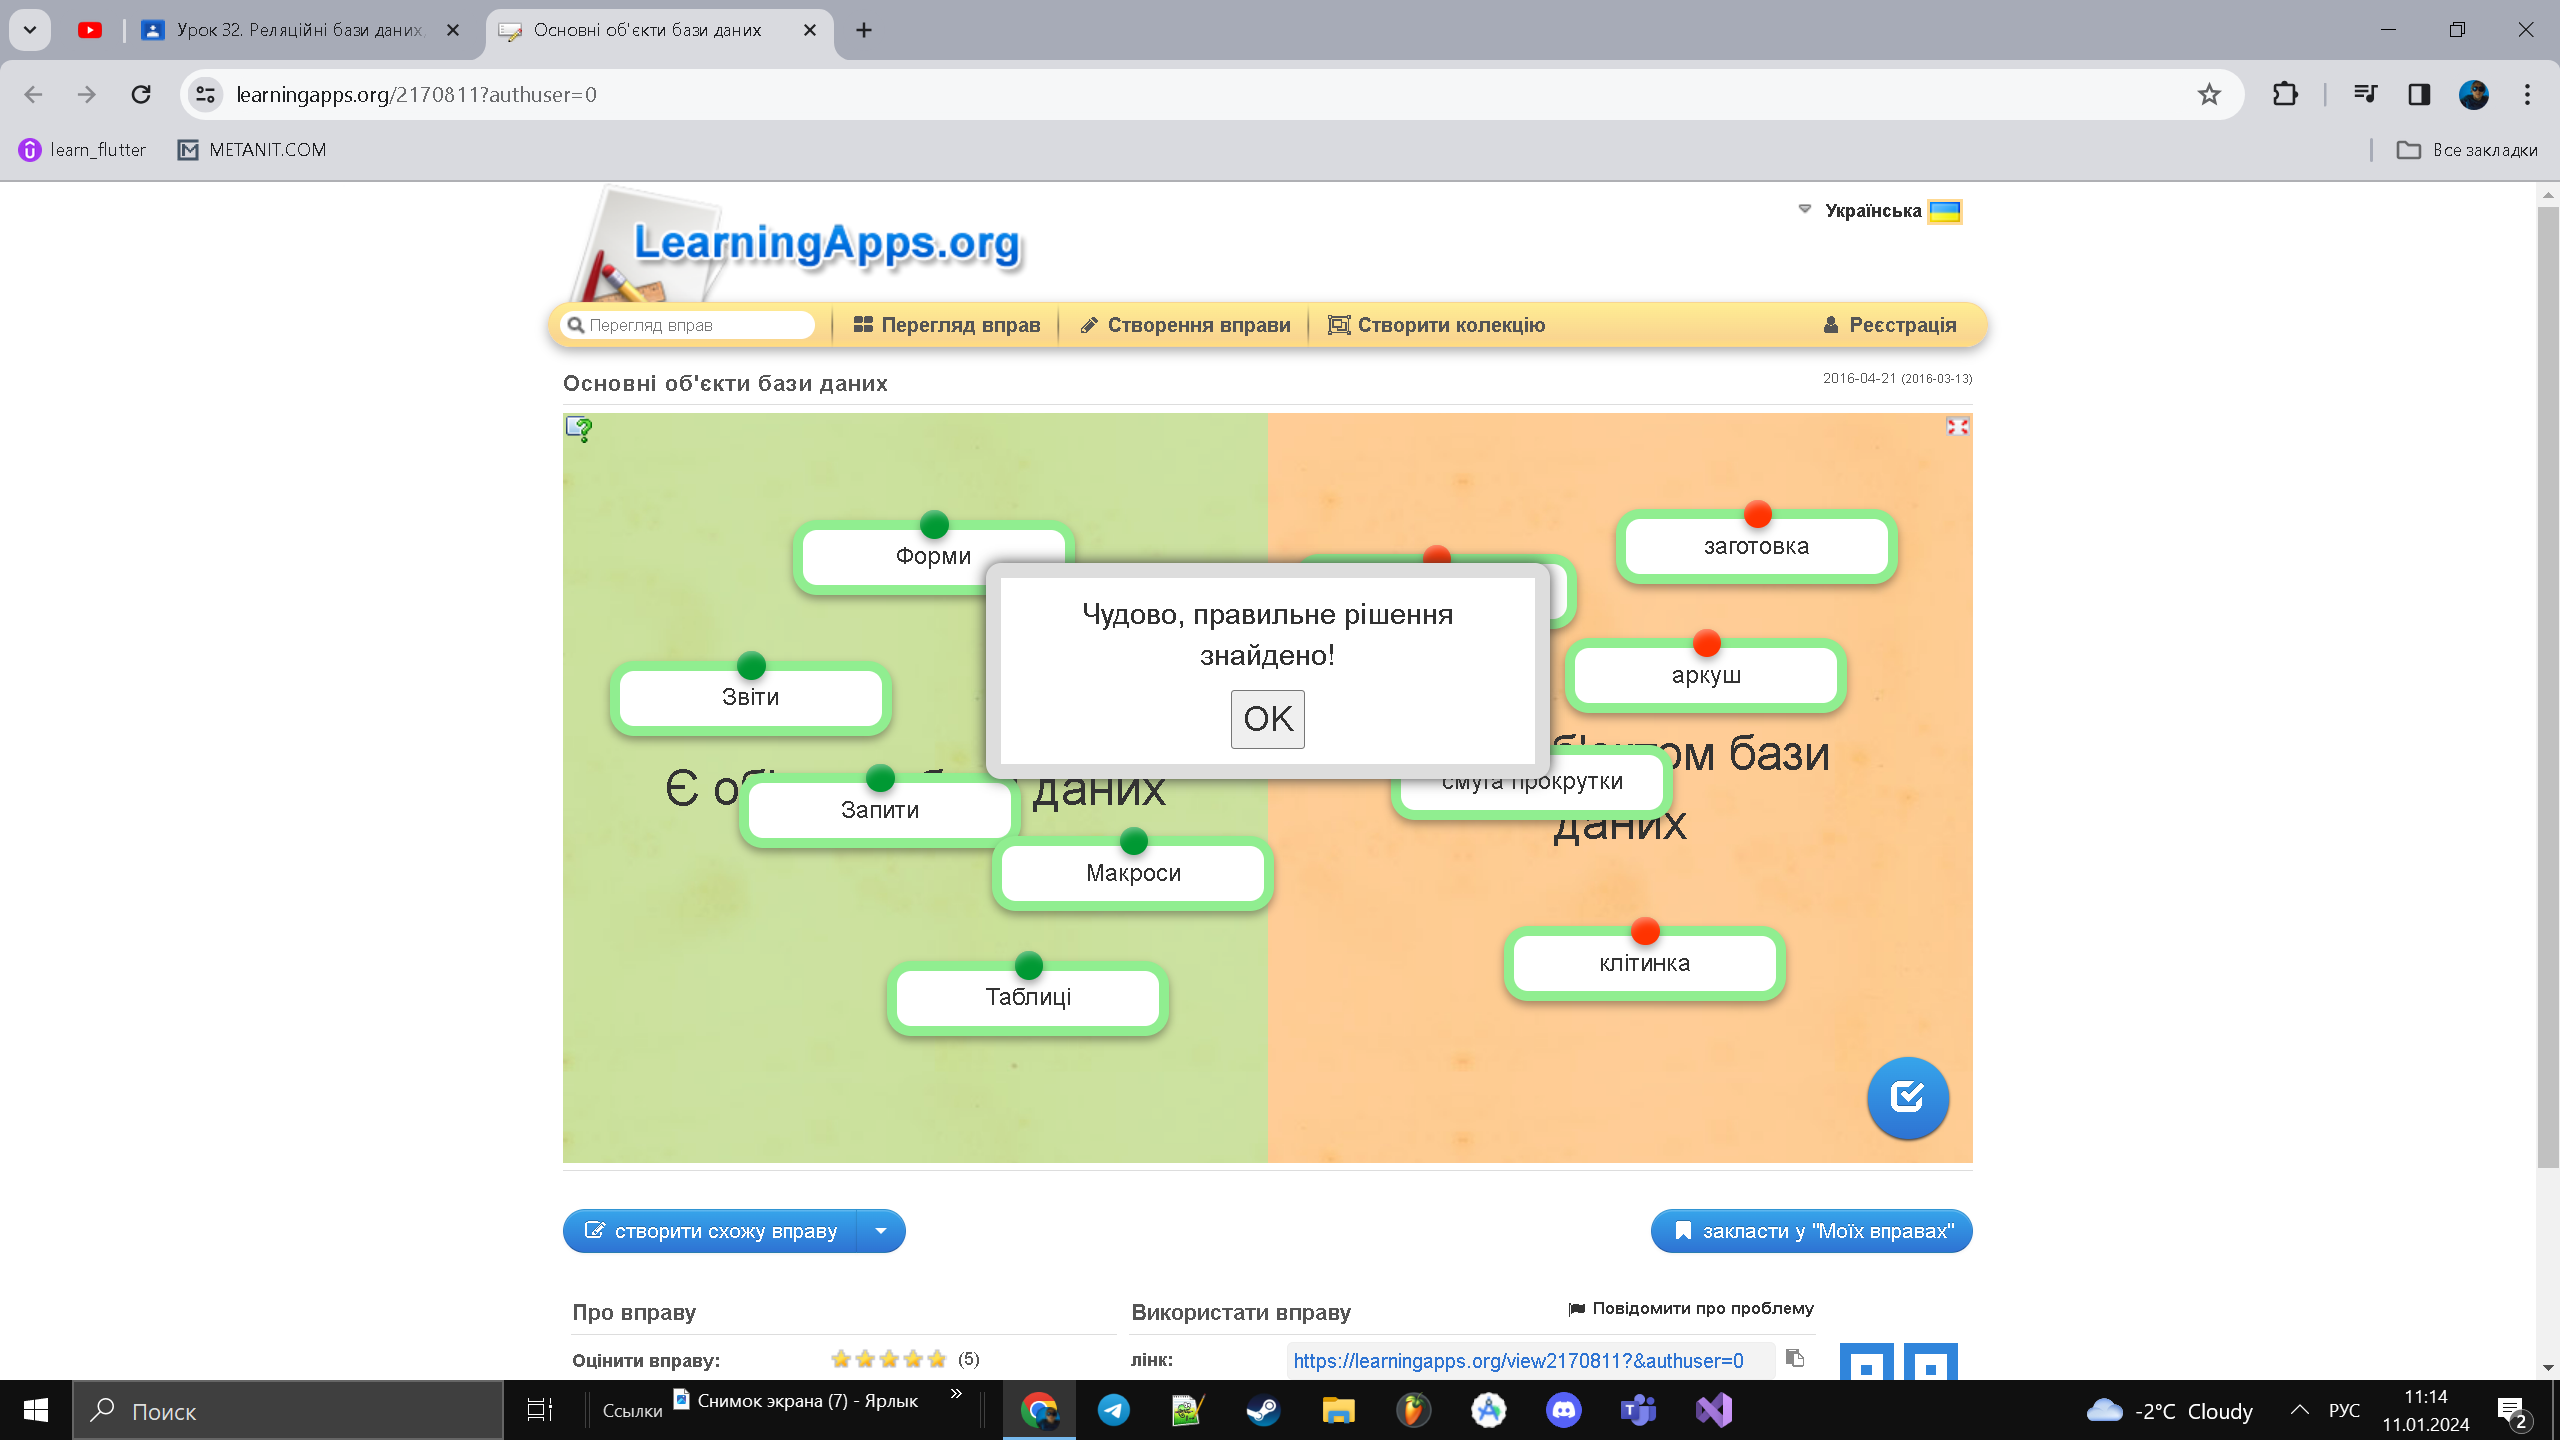 Урок 32. Реляційні бази даних,
Основні об'єкти бази даних
learningapps.org/2170811?authuser=0
learn_flutter
METANIT.COM
Все закладки
LearningApps.org
Українська
Перегляд вправ
Перегляд вправ
Створення вправи
Створити колекцію
Реєстрація
Основні об'єкти бази даних
2016-04-21 (2016-03-13)
Форми
заготовка
Чудово, правильне рішення
знайдено!
OK
Звіти
аркуш
Є об
даних
б'єктом бази
даних
смуга прокрутки
Запити
Макроси
клітинка
Таблиці
створити схожу вправу
закласти у "Моїх вправах"
Про вправу
Використати вправу
Повідомити про проблему
Оцінити вправу:
(5)
лінк:
https://learningapps.org/view2170811?&authuser=0
Поиск
Ссылки
Снимок экрана (7) - Ярлык
-2°C Cloudy
РУС
11:14
11.01.2024
2